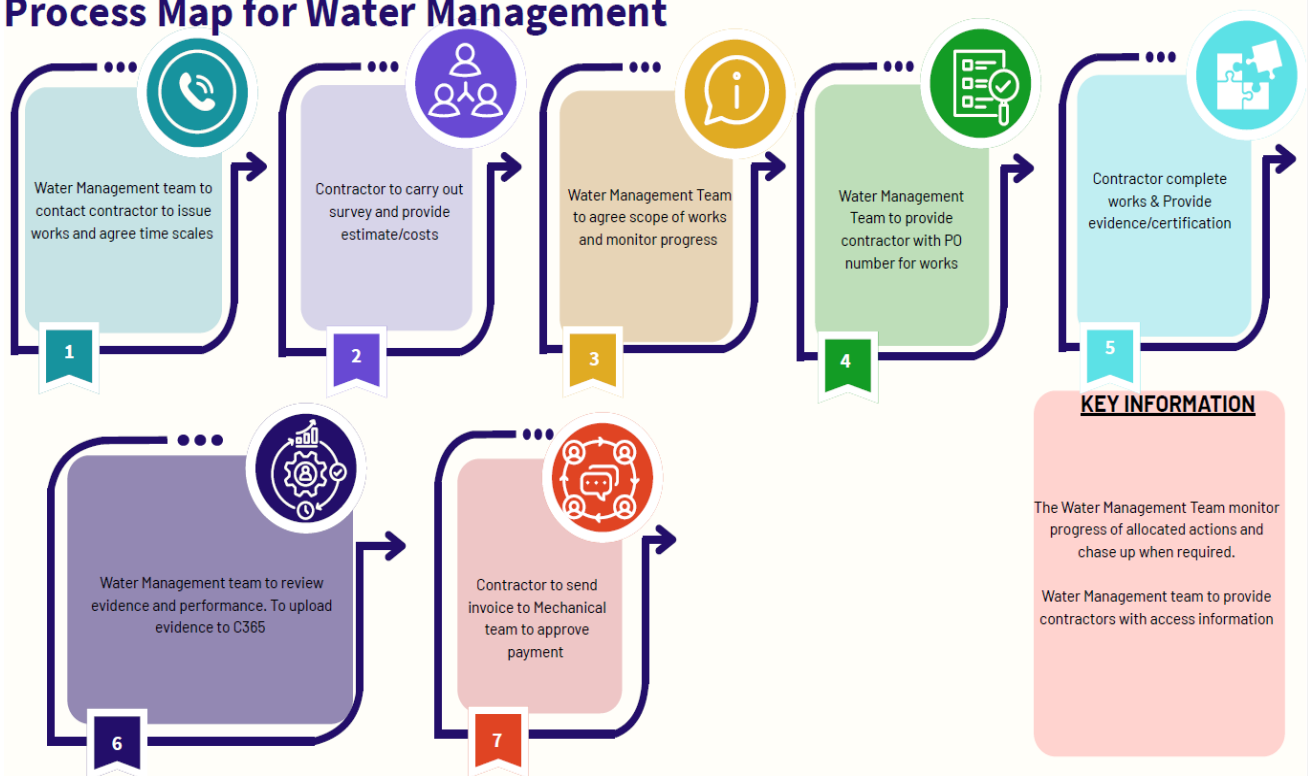 Process Map for Water Management
Water Management team to
contact contractor to issue
works and agree time scales
1
Contractor to carry out
survey and provide
estimate/costs
2
Water Management Team
to agree scope of works
and monitor progress
3
Water Management
Team to provide
contractor with PO
number for works
4
Contractor complete
works & Provide
evidence/certification
5
Water Management team to review
evidence and performance. To upload
evidence to C365
6
Contractor to send
invoice to Mechanical
team to approve
payment
7
KEY INFORMATION
The Water Management Team monitor
progress of allocated actions and
chase up when required.
Water Management team to provide
contractors with access information